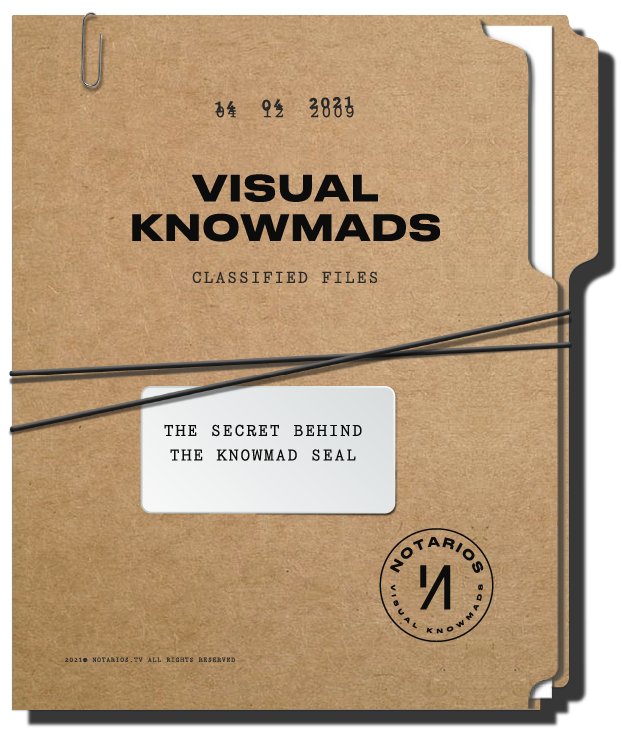 14 04 2021
04 12 2009
VISUAL
KNOWMADS
CLASSIFIED FILES
THE SECRET BEHIND
THE KNOWMAD SEAL
NOTARIOS
VISUAL KNOWMADS
2021® NOTARIOS.TV ALL RIGHTS RESERVED